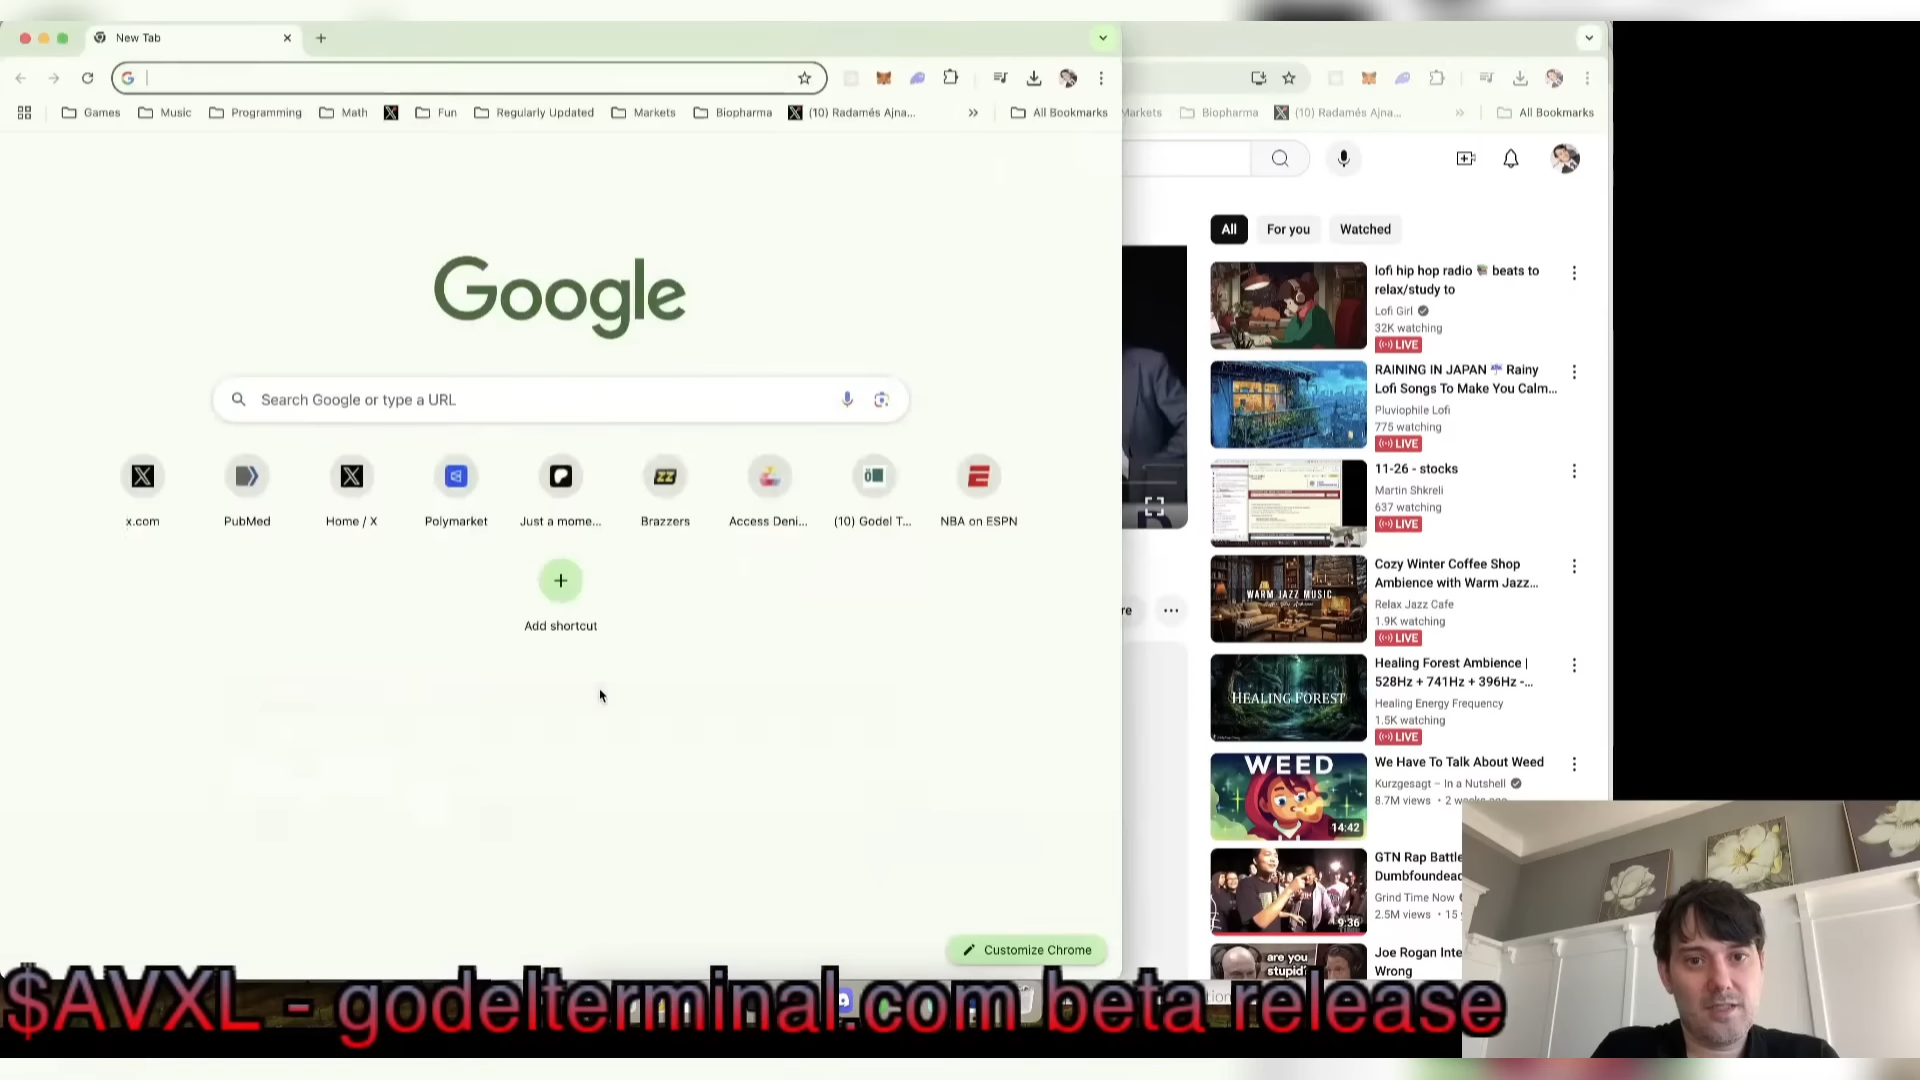 New Tab
Games
Music
Programming
Math
Fun
Regularly Updated
Markets
Biopharma
(10) Radamés Ajna...
All Bookmarks
Markets
Biopharma
(10) Radamés Ajna...
All Bookmarks
Google
Search Google or type a URL
x.com
PubMed
Home / X
Polymarket
Just a mome...
Brazzers
Access Deni...
(10) Godel T...
NBA on ESPN
Add shortcut
Customize Chrome
re
All
For you
Watched
lofi hip hop radio 📚 beats to
relax/study to
Lofi Girl
32K watching
LIVE
RAINING IN JAPAN ☔ Rainy
Lofi Songs To Make You Calm...
Pluviophile Lofi
775 watching
LIVE
11-26 - stocks
Martin Shkreli
637 watching
LIVE
WARM JAZZ MUSIC
Cozy Winter Coffee Shop
Ambience with Warm Jazz...
Relax Jazz Cafe
1.9K watching
LIVE
HEALING FOREST
Healing Forest Ambience |
528Hz + 741Hz + 396Hz -...
Healing Energy Frequency
1.5K watching
LIVE
WEED
14:42
We Have To Talk About Weed
Kurzgesagt – In a Nutshell
8.7M views • 2 weeks ago
9:36
GTN Rap Battle
Dumbfoundead
Grind Time Now
2.5M views • 15
are you
stupid?
Joe Rogan Inte
Wrong
$AVXL - godelterminal.com beta release